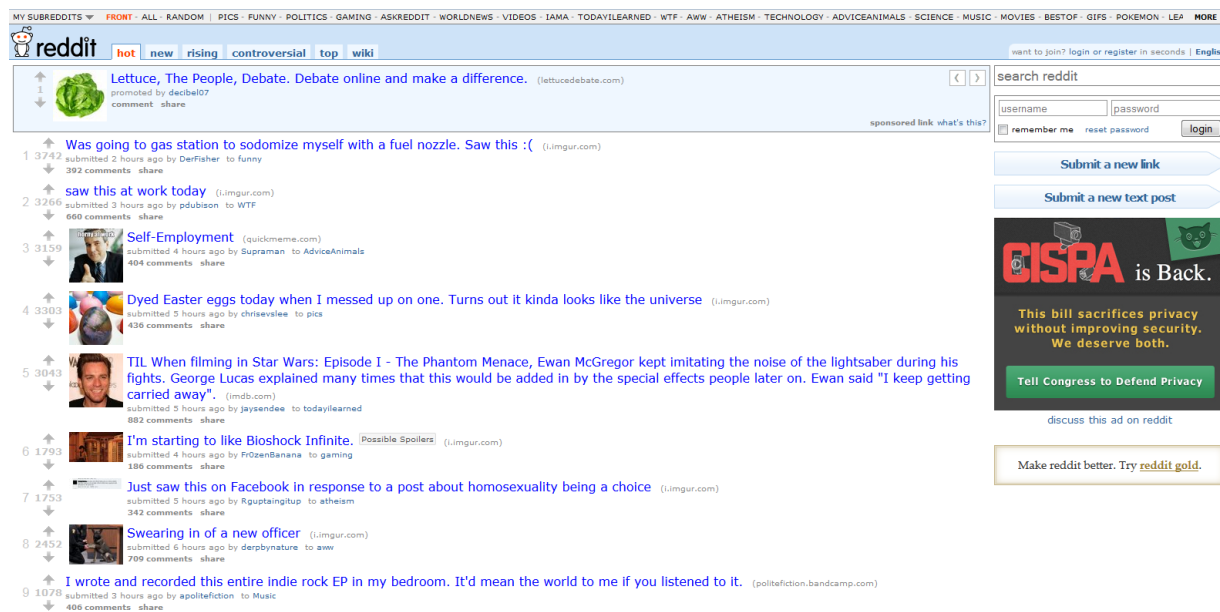 MY SUBREDDITS FRONT - ALL - RANDOM | PICS - FUNNY - POLITICS - GAMING - ASKREDDIT - WORLDNEWS - VIDEOS - IAMA - TODAYILEARNED - WTF - AWW - ATHEISM - TECHNOLOGY - ADVICEANIMALS - SCIENCE - MUSIC - MOVIES - BESTOF - GIFS - POKEMON - LEA MORE
reddit hot new rising controversial top wiki
want to join? login or register in seconds | Englis
Lettuce, The People, Debate. Debate online and make a difference. (lettucedebate.com)
1
promoted by decibel07
comment share
sponsored link what's this?
1 3742 Was going to gas station to sodomize myself with a fuel nozzle. Saw this :( (i.imgur.com)
submitted 2 hours ago by DerFisher to funny
392 comments share
2 3266 saw this at work today (i.imgur.com)
submitted 3 hours ago by pdubison to WTF
660 comments share
3 3159 Self-Employment (quickmeme.com)
submitted 4 hours ago by Supraman to AdviceAnimals
404 comments share
4 3303 Dyed Easter eggs today when I messed up on one. Turns out it kinda looks like the universe (i.imgur.com)
submitted 5 hours ago by chrisevslee to pics
436 comments share
5 3043 TIL When filming in Star Wars: Episode I - The Phantom Menace, Ewan McGregor kept imitating the noise of the lightsaber during his
fights. George Lucas explained many times that this would be added in by the special effects people later on. Ewan said "I keep getting
carried away". (imdb.com)
submitted 5 hours ago by jaysendee to todayilearned
882 comments share
6 1793 I'm starting to like Bioshock Infinite. Possible Spoilers (i.imgur.com)
submitted 4 hours ago by Fr0zenBanana to gaming
186 comments share
7 1753 Just saw this on Facebook in response to a post about homosexuality being a choice (i.imgur.com)
submitted 5 hours ago by Rguptaingitup to atheism
342 comments share
8 2452 Swearing in of a new officer (i.imgur.com)
submitted 6 hours ago by derpbynature to aww
709 comments share
9 1078 I wrote and recorded this entire indie rock EP in my bedroom. It'd mean the world to me if you listened to it. (politefiction.bandcamp.com)
submitted 3 hours ago by apolitefiction to Music
406 comments share
search reddit
username password
remember me reset password login
Submit a new link
Submit a new text post
CISPA is Back.
This bill sacrifices privacy
without improving security.
We deserve both.
Tell Congress to Defend Privacy
discuss this ad on reddit
Make reddit better. Try reddit gold.